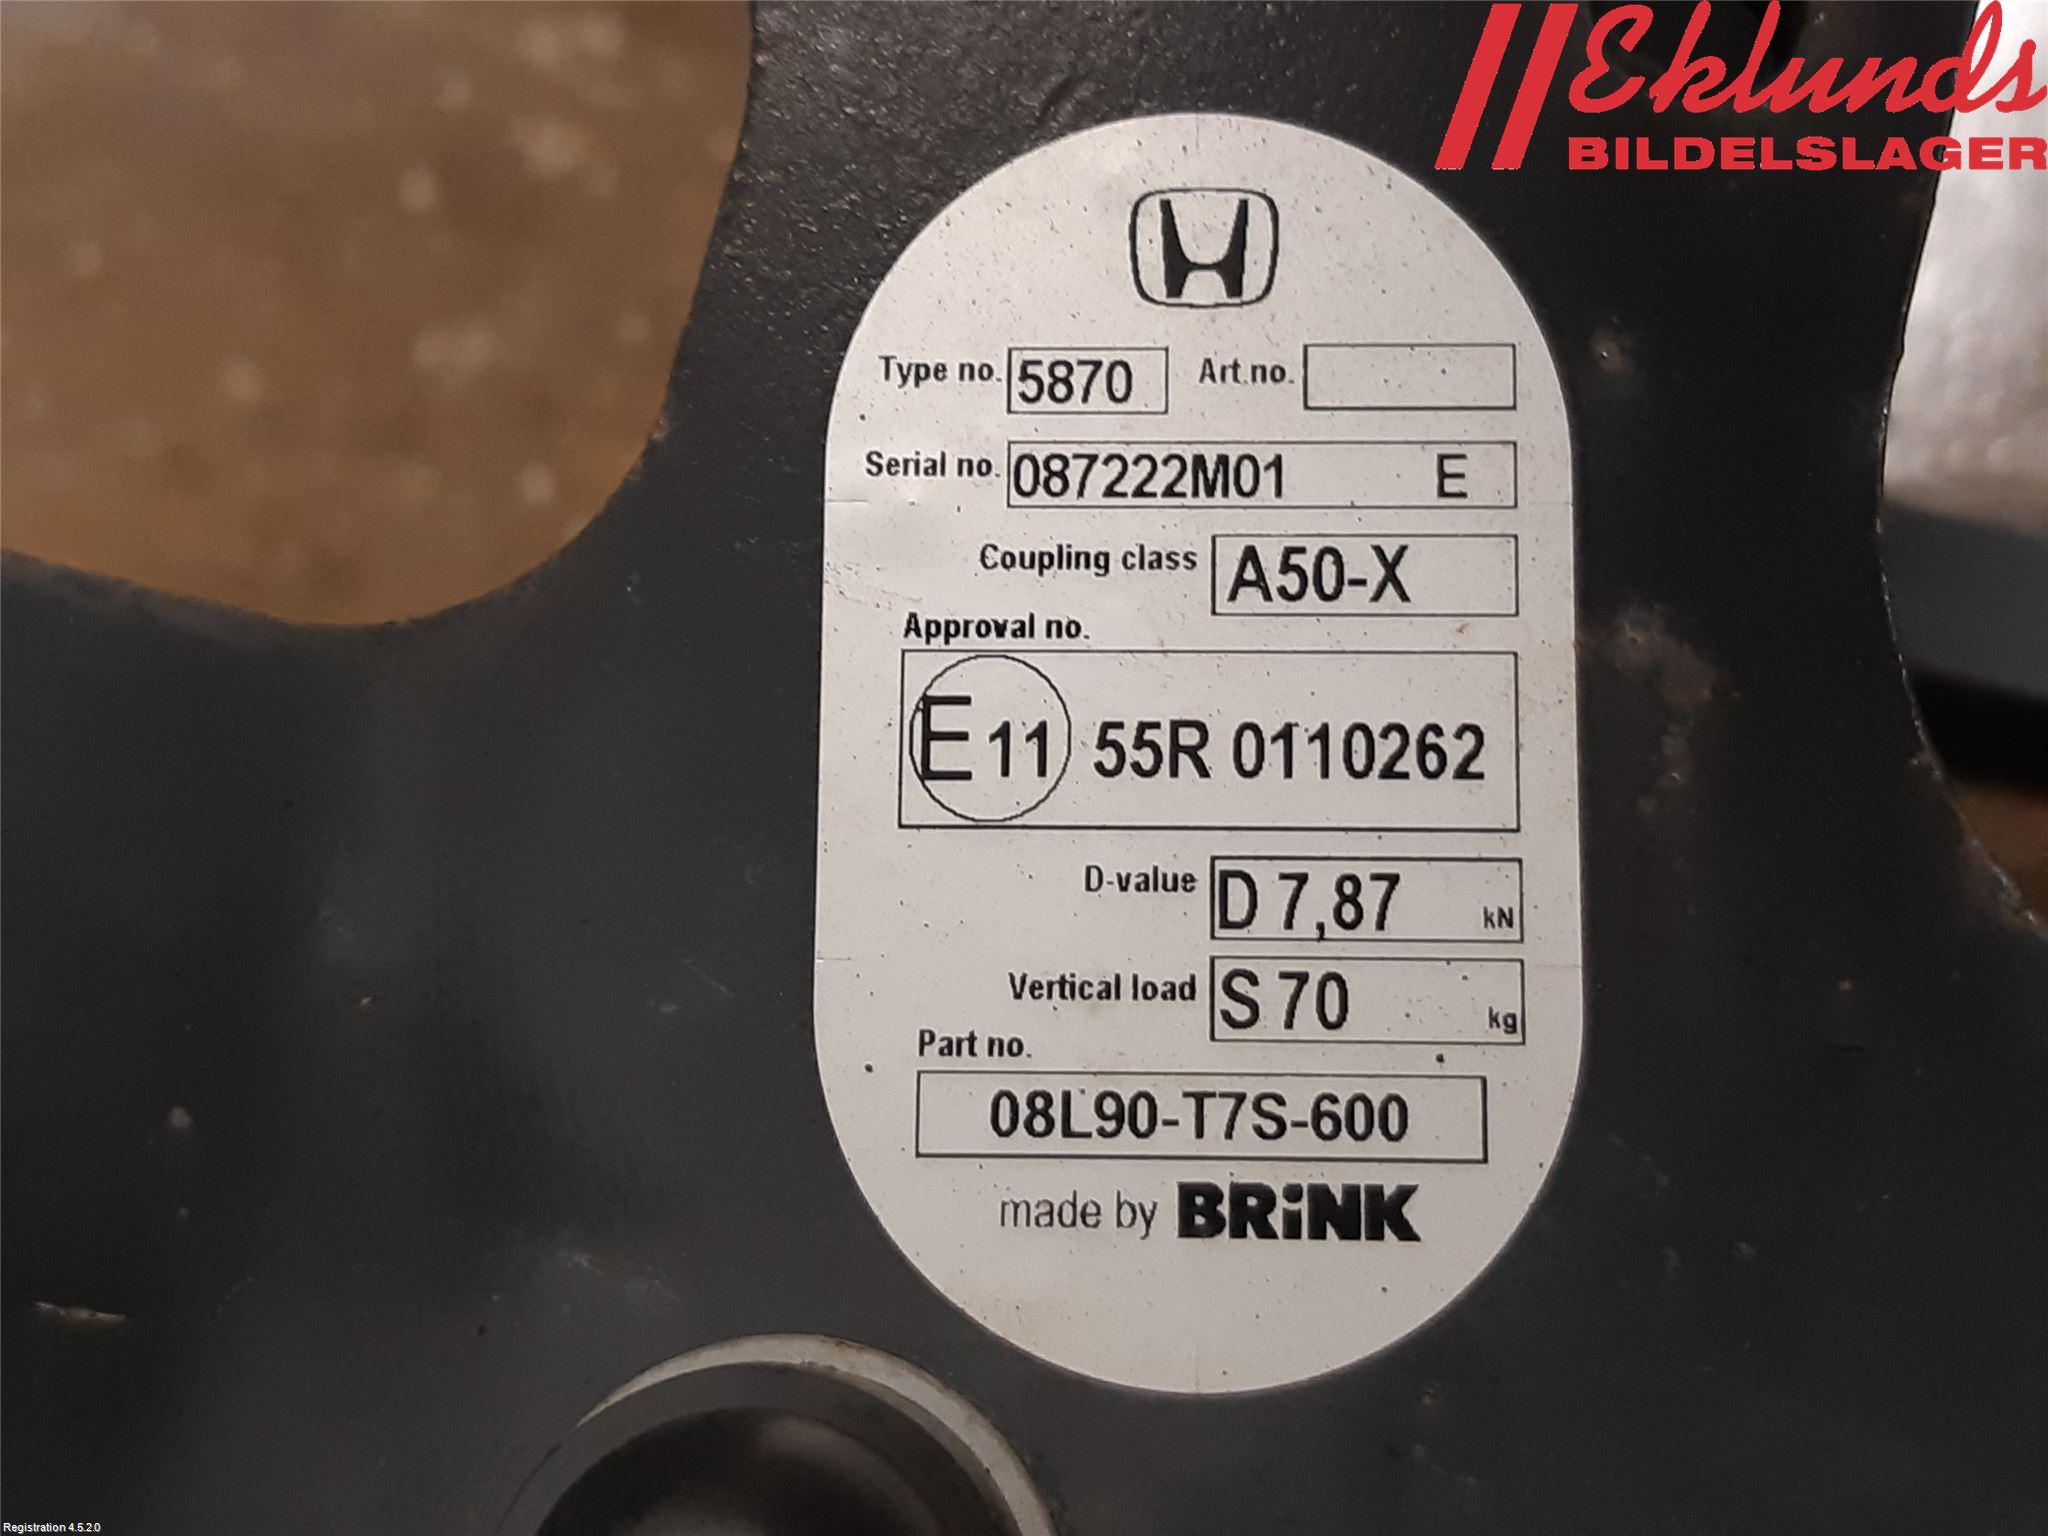 Eklunds
BILDELSLAGER
Type no. 5870 Art.no.
Serial no. 087222M01 E
Coupling class A50-X
Approval no.
E 11 55R 0110262
D-value D 7,87 kN
Vertical load S 70 kg
Part no.
08L90-T7S-600
made by BRiNK
Registration 4.5.2.0